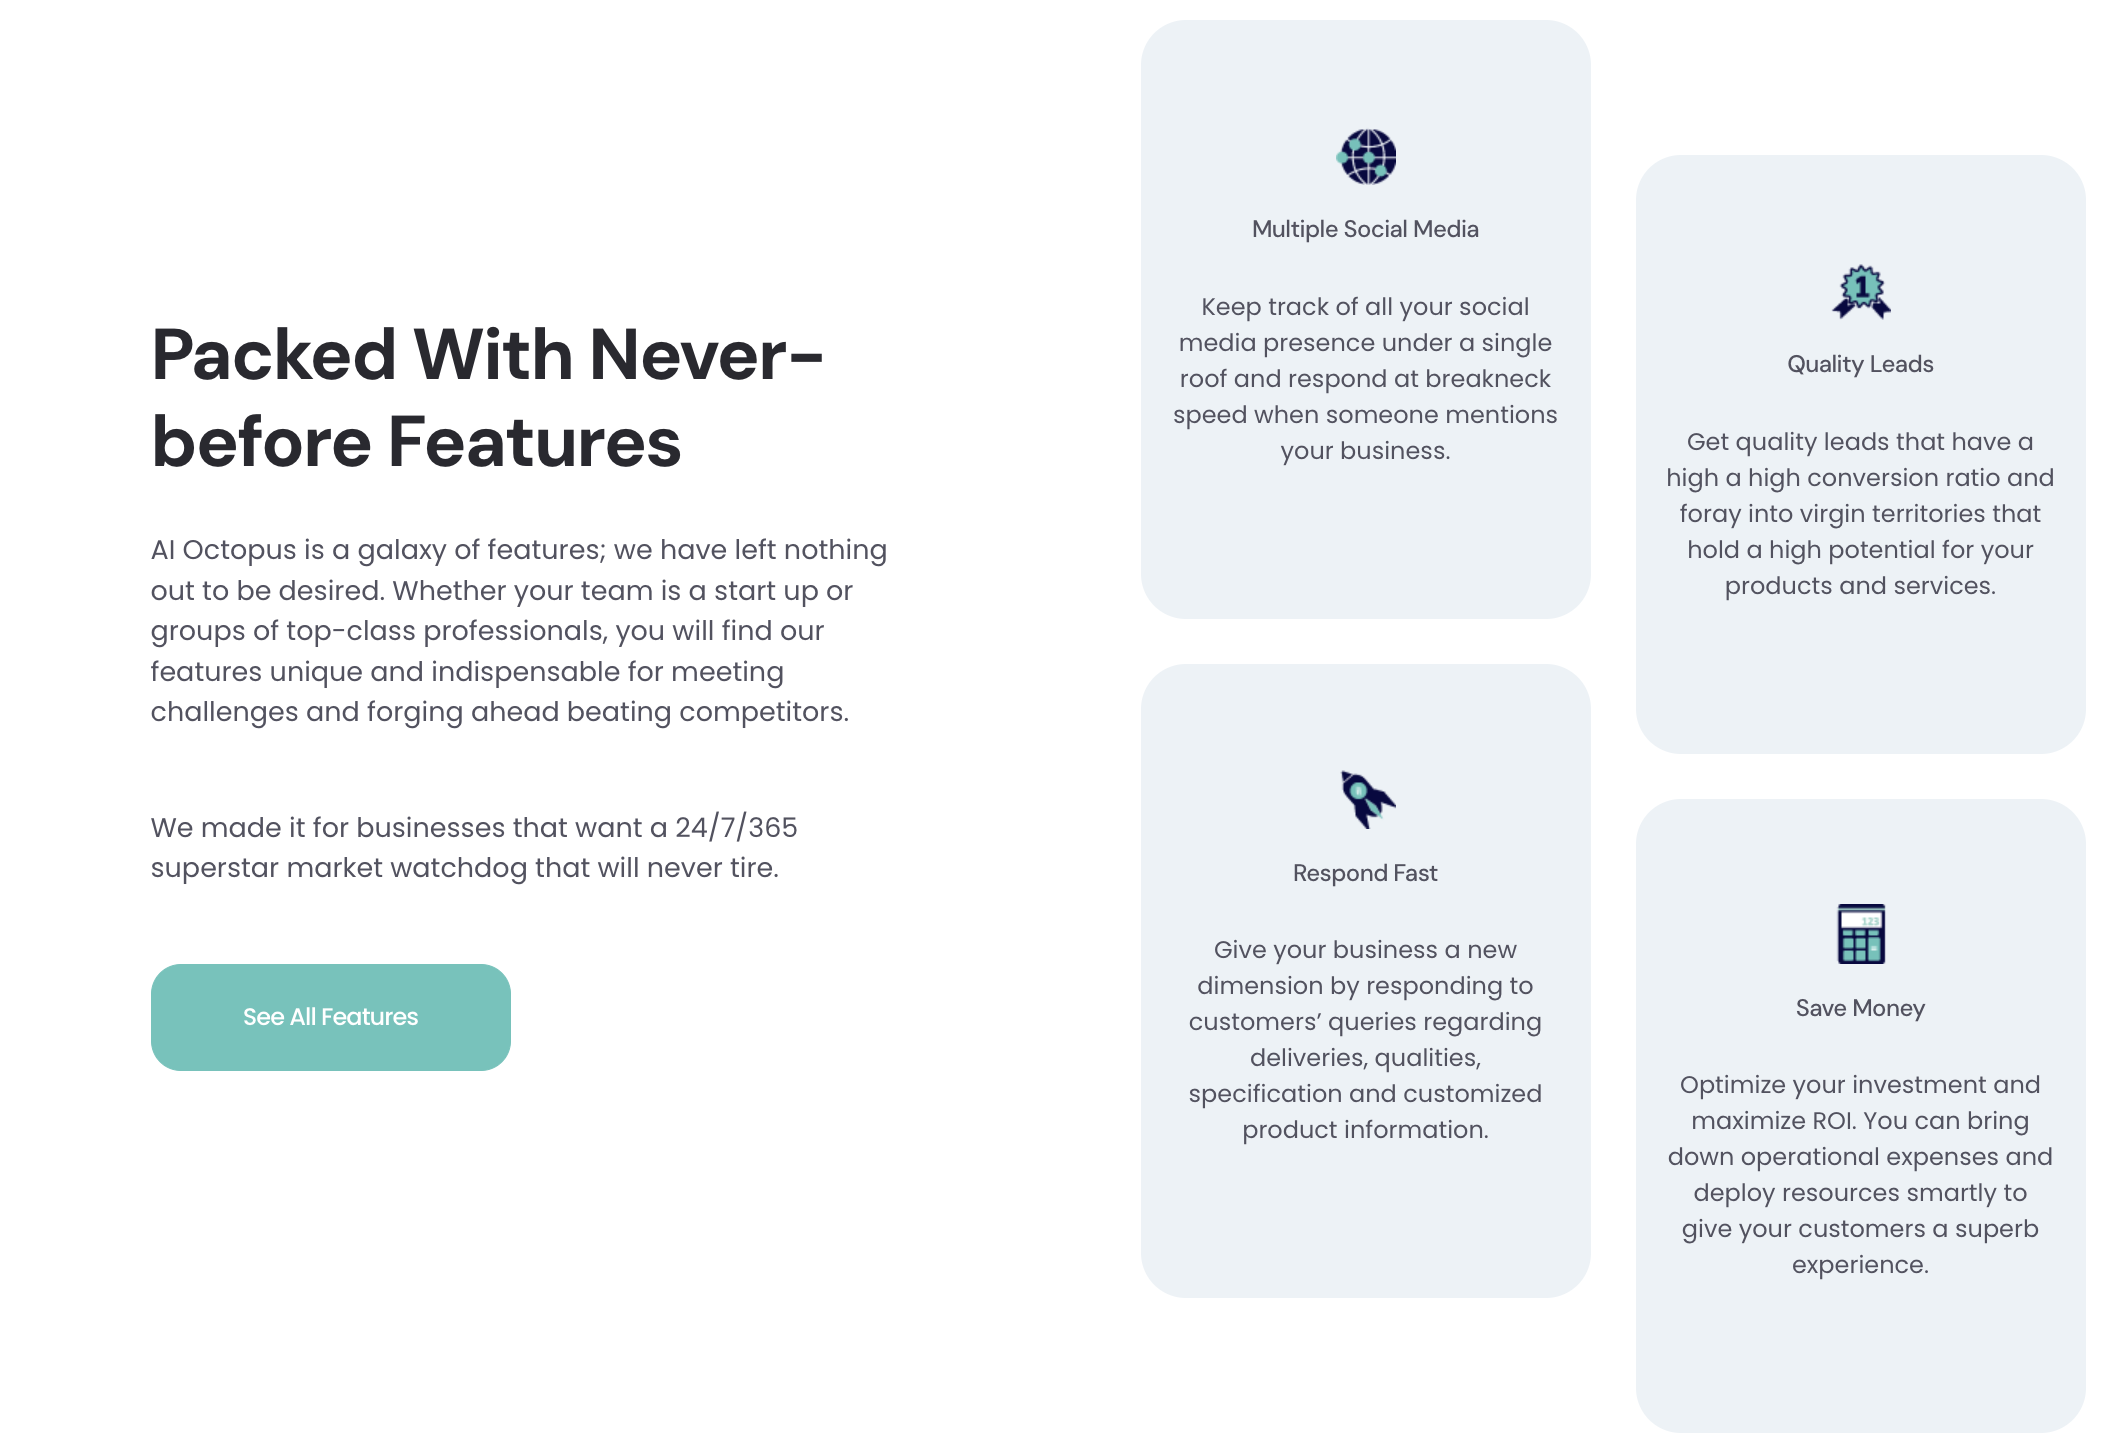 Packed With Never-
before Features
AI Octopus is a galaxy of features; we have left nothing
out to be desired. Whether your team is a start up or
groups of top-class professionals, you will find our
features unique and indispensable for meeting
challenges and forging ahead beating competitors.
We made it for businesses that want a 24/7/365
superstar market watchdog that will never tire.
See All Features
Multiple Social Media
Keep track of all your social
media presence under a single
roof and respond at breakneck
speed when someone mentions
your business.
Respond Fast
Give your business a new
dimension by responding to
customers’ queries regarding
deliveries, qualities,
specification and customized
product information.
1
Quality Leads
Get quality leads that have a
high a high conversion ratio and
foray into virgin territories that
hold a high potential for your
products and services.
123
Save Money
Optimize your investment and
maximize ROI. You can bring
down operational expenses and
deploy resources smartly to
give your customers a superb
experience.